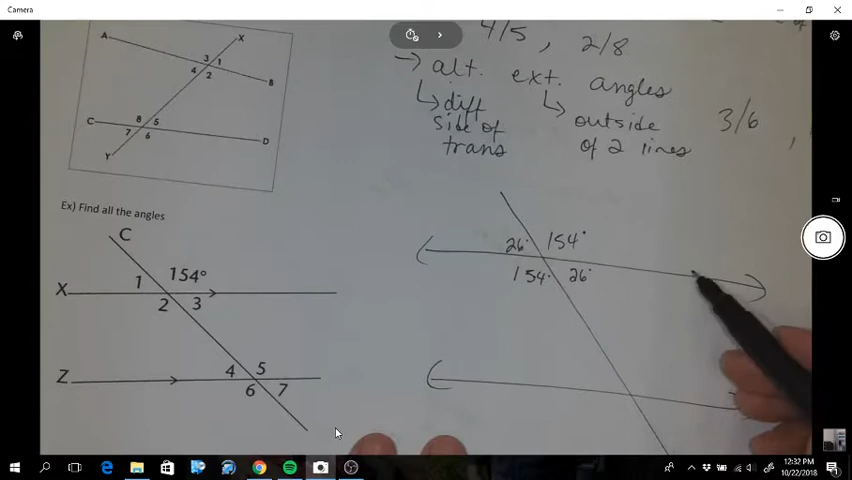 Camera
4/5, 2/8
→ alt. ext. angles
diff side of trans
outside of 2 lines
3/6,
A
X
3
1
4
2
B
C
8
5
7
6
D
Y
Ex) Find all the angles
C
154°
1
X
2
3
Z
4
5
6
7
26°
154°
154°
26°
12:32 PM
10/22/2018